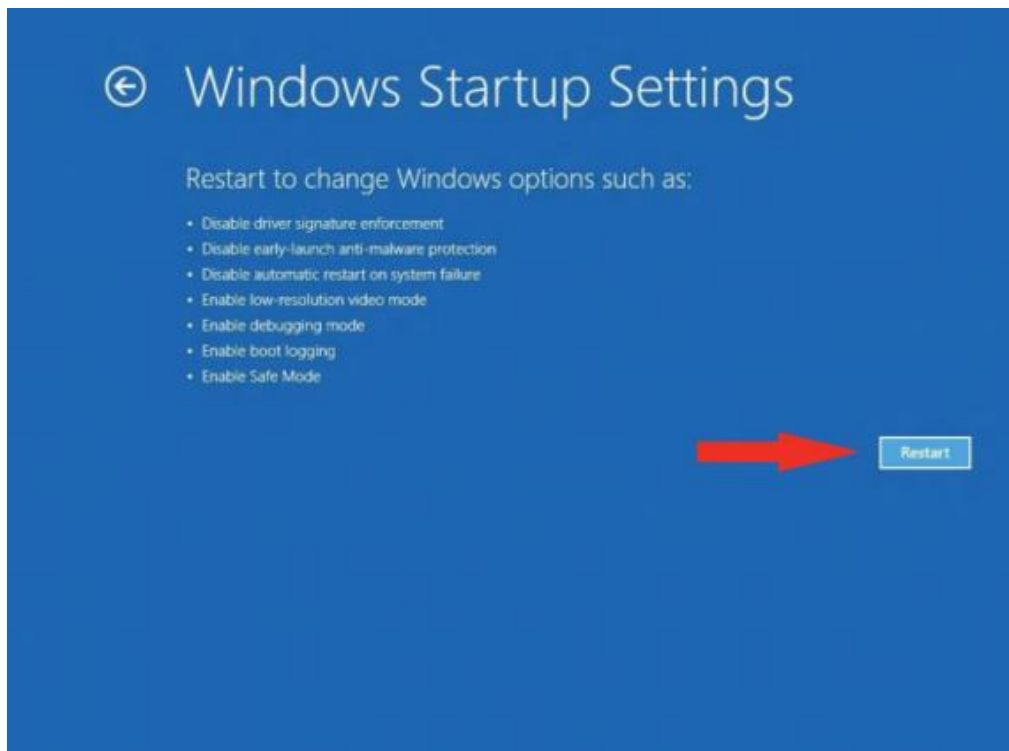 Windows Startup Settings
Restart to change Windows options such as:
• Disable driver signature enforcement
• Disable early-launch anti-malware protection
• Disable automatic restart on system failure
• Enable low-resolution video mode
• Enable debugging mode
• Enable boot logging
• Enable Safe Mode
Restart